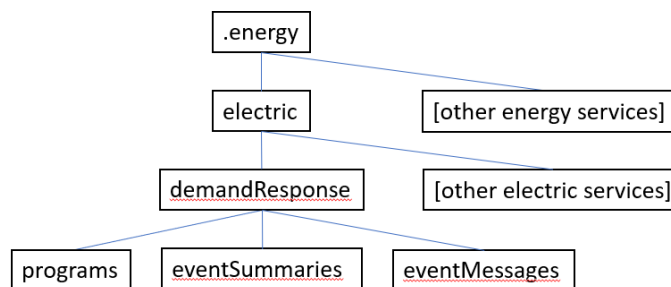 .energy
electric
[other energy services]
demandResponse
[other electric services]
programs
eventSummaries
eventMessages